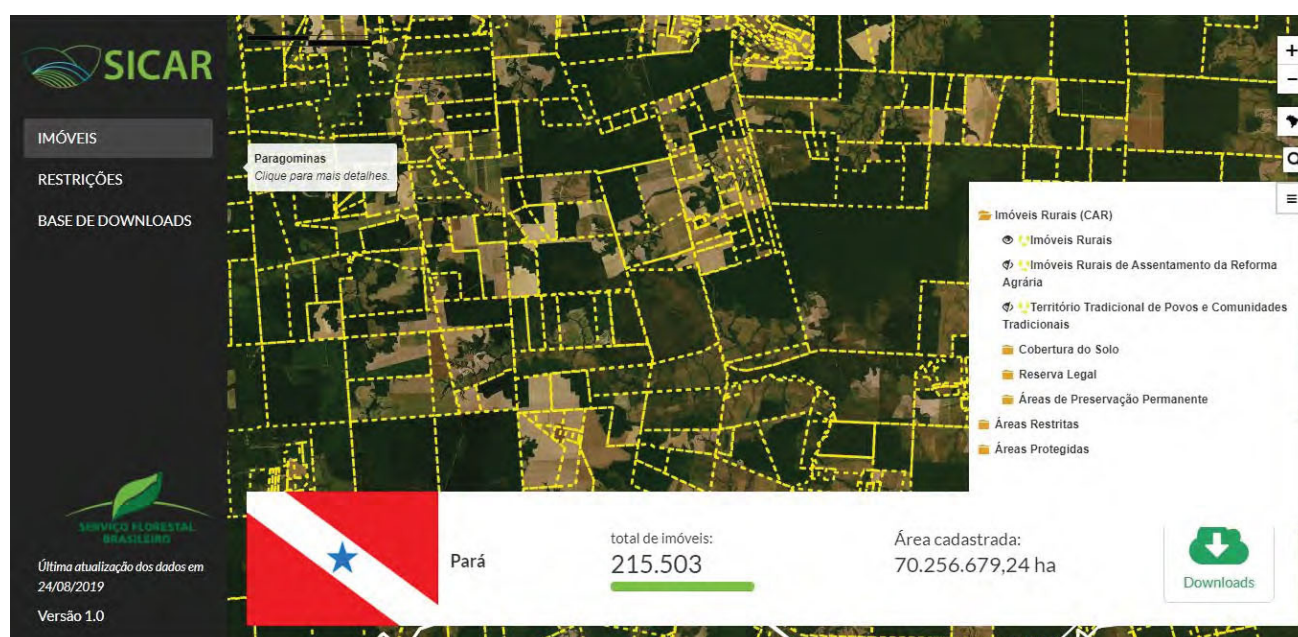 SICAR
IMÓVEIS
RESTRIÇÕES
BASE DE DOWNLOADS
SERVIÇO FLORESTAL
BRASILEIRO
Última atualização dos dados em
24/08/2019
Versão 1.0
Paragominas
Clique para mais detalhes.
+
−
Imóveis Rurais (CAR)
Imóveis Rurais
Imóveis Rurais de Assentamento da Reforma
Agrária
Território Tradicional de Povos e Comunidades
Tradicionais
Cobertura do Solo
Reserva Legal
Áreas de Preservação Permanente
Áreas Restritas
Áreas Protegidas
Pará
total de imóveis:
215.503
Área cadastrada:
70.256.679,24 ha
Downloads